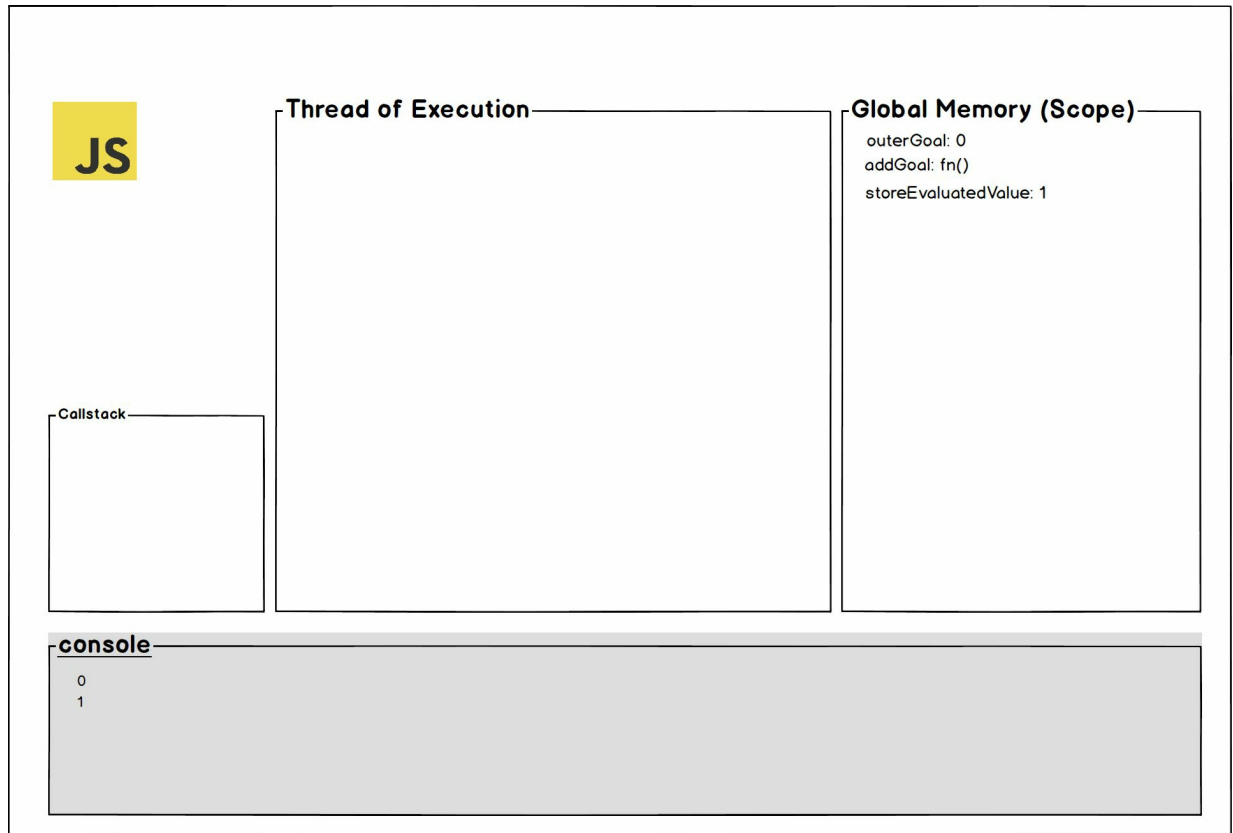 JS
Thread of Execution
Global Memory (Scope)
outerGoal: 0
addGoal: fn()
storeEvaluatedValue: 1
Callstack
console
0
1